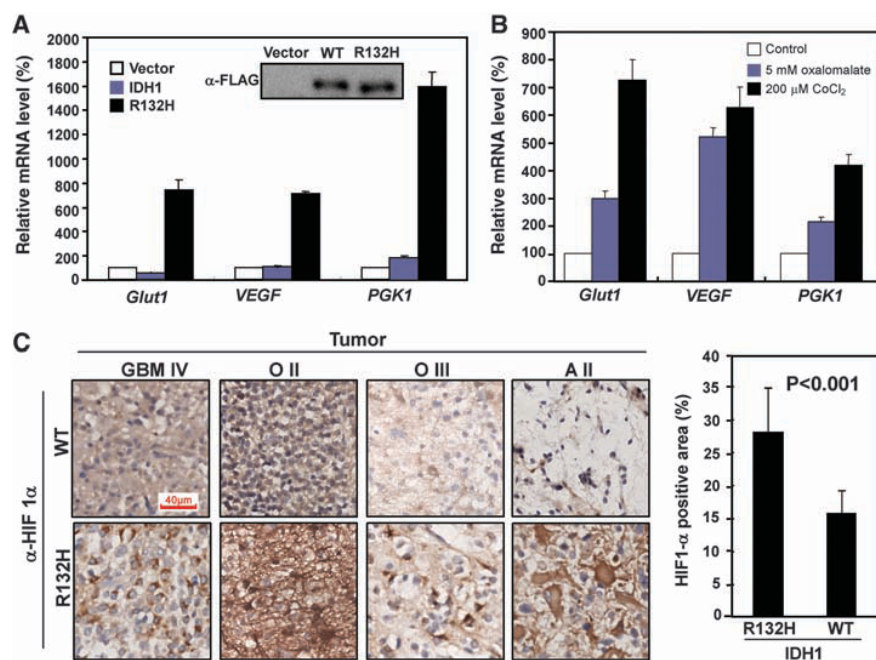 A
Relative mRNA level (%)
1800
1600
1400
1200
1000
800
600
400
200
0
Vector
IDH1
R132H
Vector WT R132H
α-FLAG
Glut1 VEGF PGK1
B
Relative mRNA level (%)
900
800
700
600
500
400
300
200
100
0
Control
5 mM oxalomalate
200 µM CoCl₂
Glut1 VEGF PGK1
C
Tumor
GBM IV O II O III A II
α-HIF 1α
WT
R132H
40µm
HIF1-α positive area (%)
40
35
30
25
20
15
10
5
0
P<0.001
R132H WT
IDH1